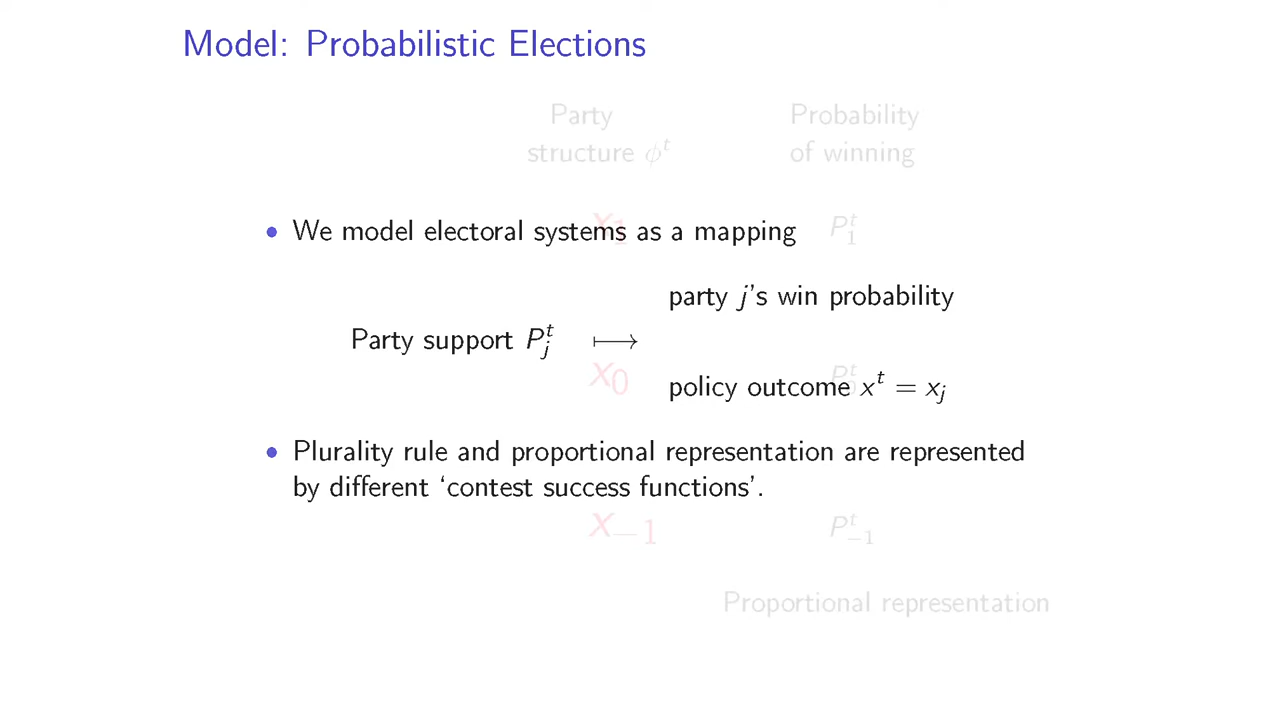 Model: Probabilistic Elections
Party Probability
structure ϕ^t of winning
x_1 P_1^t
• We model electoral systems as a mapping
party j's win probability
Party support P_j^t ⟼
x_0
policy outcome x^t = x_j
• Plurality rule and proportional representation are represented
by different ‘contest success functions’.
x_{−1} P_{−1}^t
Proportional representation